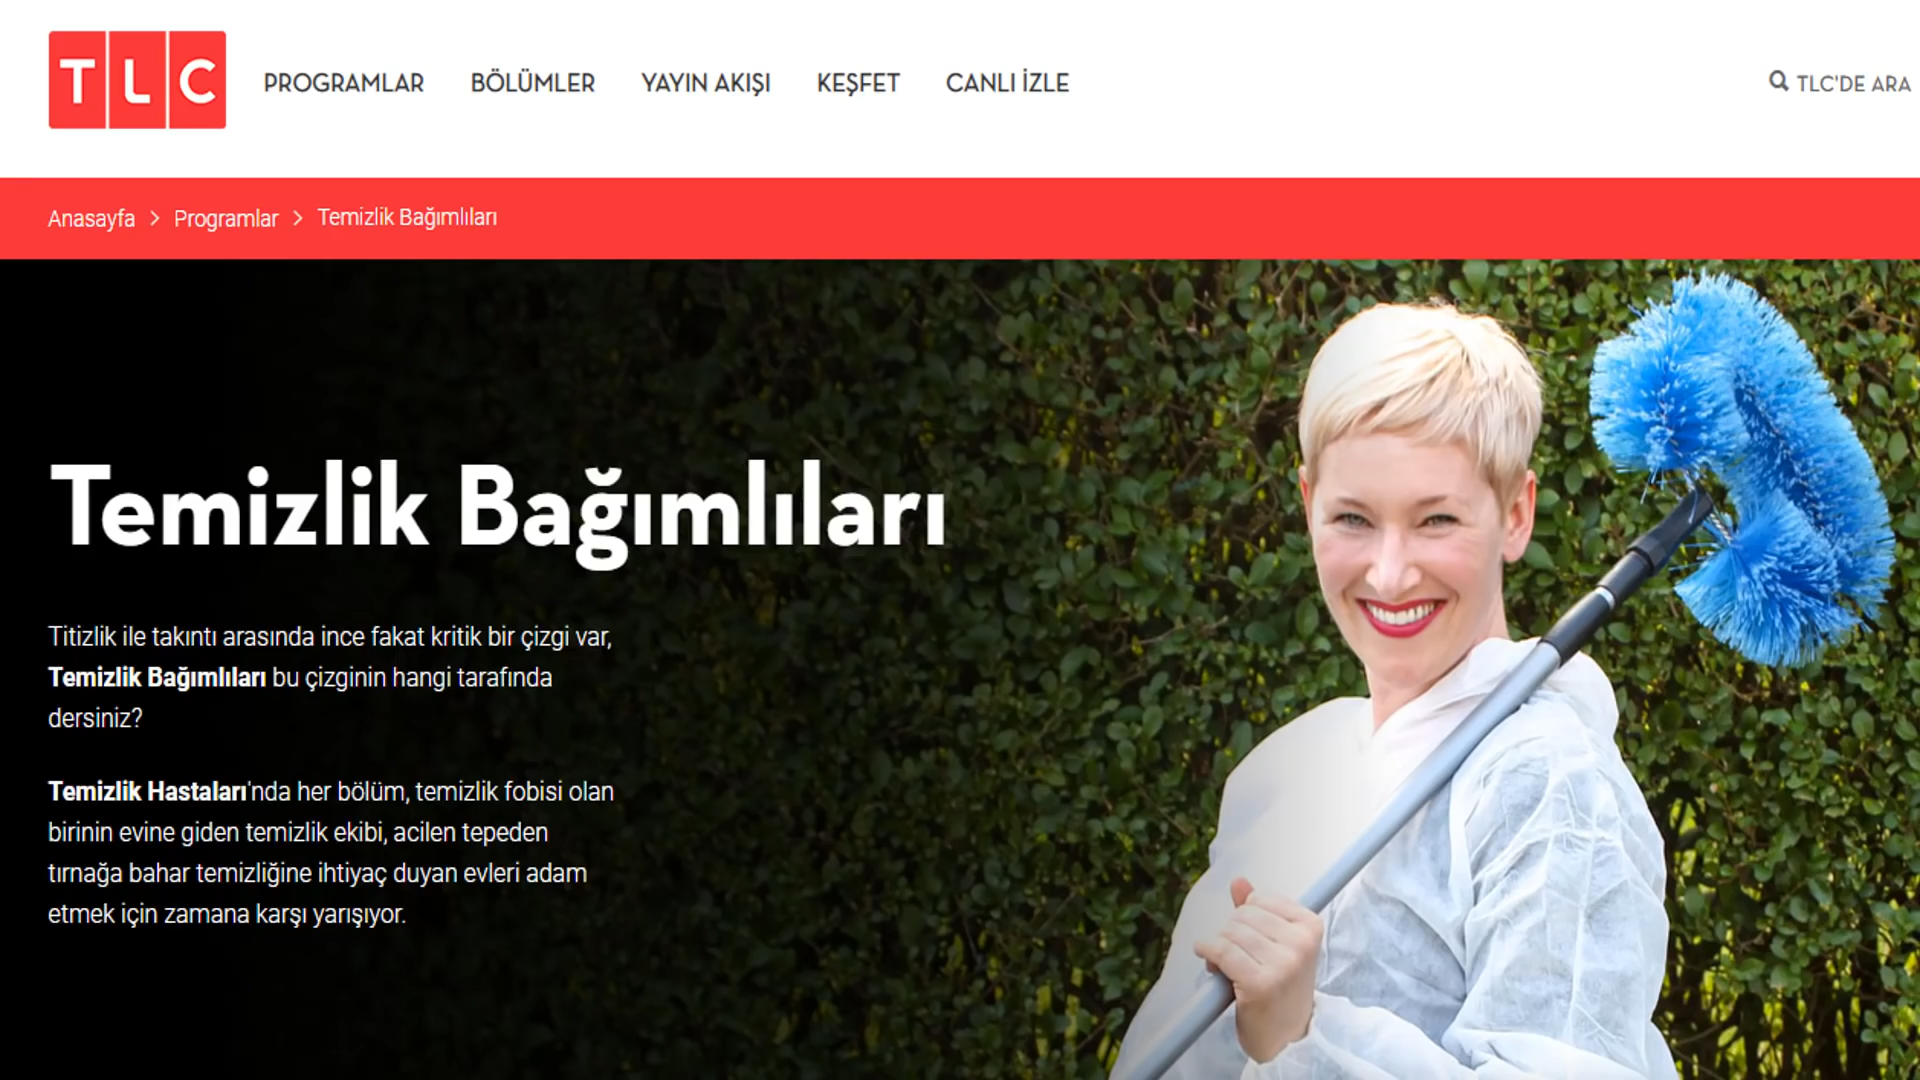 TLC
PROGRAMLAR
BÖLÜMLER
YAYIN AKIŞI
KEŞFET
CANLI İZLE
TLC'DE ARA
Anasayfa > Programlar > Temizlik Bağımlıları
Temizlik Bağımlıları
Titizlik ile takıntı arasında ince fakat kritik bir çizgi var,
Temizlik Bağımlıları bu çizginin hangi tarafında
dersiniz?
Temizlik Hastaları'nda her bölüm, temizlik fobisi olan
birinin evine giden temizlik ekibi, acilen tepeden
tırnağa bahar temizliğine ihtiyaç duyan evleri adam
etmek için zamana karşı yarışıyor.